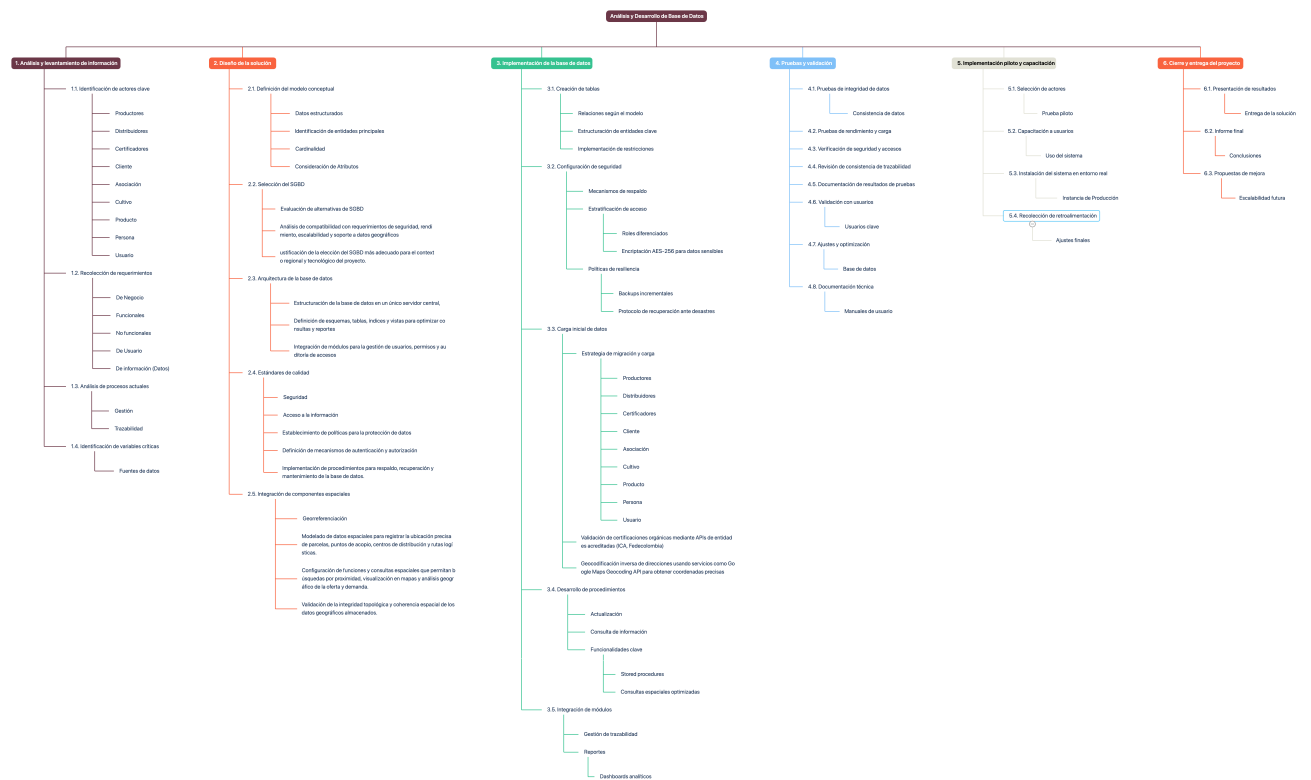 Análisis y Desarrollo de Base de Datos
1. Análisis y levantamiento de información
1.1. Identificación de actores clave
Productores
Distribuidores
Certificadores
Cliente
Asociación
Cultivo
Producto
Persona
Usuario
1.2. Recolección de requerimientos
De Negocio
Funcionales
No funcionales
De Usuario
De información (Datos)
1.3. Análisis de procesos actuales
Gestión
Trazabilidad
1.4. Identificación de variables críticas
Fuentes de datos
2. Diseño de la solución
2.1. Definición del modelo conceptual
Datos estructurados
Identificación de entidades principales
Cardinalidad
Consideración de Atributos
2.2. Selección del SGBD
Evaluación de alternativas de SGBD
Análisis de compatibilidad con requerimientos de seguridad, rendi
miento, escalabilidad y soporte a datos geográficos
ustificación de la elección del SGBD más adecuado para el context
o regional y tecnológico del proyecto.
2.3. Arquitectura de la base de datos
Estructuración de la base de datos en un único servidor central,
Definición de esquemas, tablas, índices y vistas para optimizar co
nsultas y reportes
Integración de módulos para la gestión de usuarios, permisos y au
ditoría de accesos
2.4. Estándares de calidad
Seguridad
Acceso a la información
Establecimiento de políticas para la protección de datos
Definición de mecanismos de autenticación y autorización
Implementación de procedimientos para respaldo, recuperación y
mantenimiento de la base de datos.
2.5. Integración de componentes espaciales
Georreferenciación
Modelado de datos espaciales para registrar la ubicación precisa
de parcelas, puntos de acopio, centros de distribución y rutas logí
sticas.
Configuración de funciones y consultas espaciales que permitan b
úsquedas por proximidad, visualización en mapas y análisis geogr
áfico de la oferta y demanda.
Validación de la integridad topológica y coherencia espacial de los
datos geográficos almacenados.
3. Implementación de la base de datos
3.1. Creación de tablas
Relaciones según el modelo
Estructuración de entidades clave
Implementación de restricciones
3.2. Configuración de seguridad
Mecanismos de respaldo
Estratificación de acceso
Roles diferenciados
Encriptación AES-256 para datos sensibles
Políticas de resiliencia
Backups incrementales
Protocolo de recuperación ante desastres
3.3. Carga inicial de datos
Estrategia de migración y carga
Productores
Distribuidores
Certificadores
Cliente
Asociación
Cultivo
Producto
Persona
Usuario
Validación de certificaciones orgánicas mediante APIs de entidad
es acreditadas (ICA, Fedecolombia)
Geocodificación inversa de direcciones usando servicios como Go
ogle Maps Geocoding API para obtener coordenadas precisas
3.4. Desarrollo de procedimientos
Actualización
Consulta de información
Funcionalidades clave
Stored procedures
Consultas espaciales optimizadas
3.5. Integración de módulos
Gestión de trazabilidad
Reportes
Dashboards analíticos
4. Pruebas y validación
4.1. Pruebas de integridad de datos
Consistencia de datos
4.2. Pruebas de rendimiento y carga
4.3. Verificación de seguridad y accesos
4.4. Revisión de consistencia de trazabilidad
4.5. Documentación de resultados de pruebas
4.6. Validación con usuarios
Usuarios clave
4.7. Ajustes y optimización
Base de datos
4.8. Documentación técnica
Manuales de usuario
5. Implementación piloto y capacitación
5.1. Selección de actores
Prueba piloto
5.2. Capacitación a usuarios
Uso del sistema
5.3. Instalación del sistema en entorno real
Instancia de Producción
5.4. Recolección de retroalimentación
Ajustes finales
6. Cierre y entrega del proyecto
6.1. Presentación de resultados
Entrega de la solución
6.2. Informe final
Conclusiones
6.3. Propuestas de mejora
Escalabilidad futura